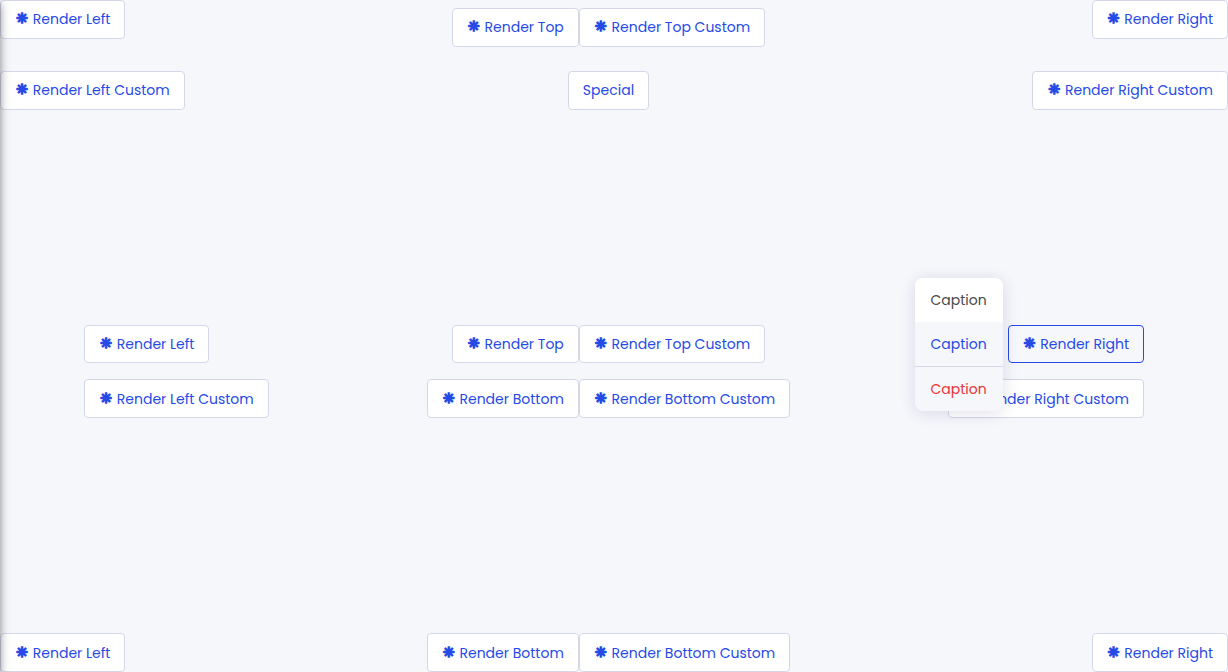 Render Left
Render Top
Render Top Custom
Render Right
Render Left Custom
Special
Render Right Custom
Caption
Render Left
Render Top
Render Top Custom
Caption
Render Right
Caption
Render Left Custom
Render Bottom
Render Bottom Custom
Right Custom
Render Left
Render Bottom
Render Bottom Custom
Render Right